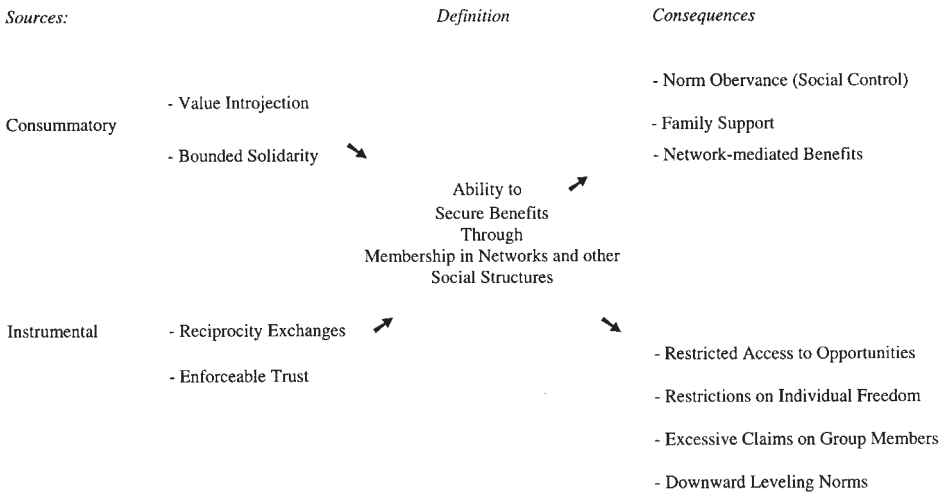 Sources:
Definition
Consequences
Consummatory
- Value Introjection
- Bounded Solidarity
Instrumental
- Reciprocity Exchanges
- Enforceable Trust
Ability to
Secure Benefits
Through
Membership in Networks and other
Social Structures
- Norm Obervance (Social Control)
- Family Support
- Network-mediated Benefits
- Restricted Access to Opportunities
- Restrictions on Individual Freedom
- Excessive Claims on Group Members
- Downward Leveling Norms